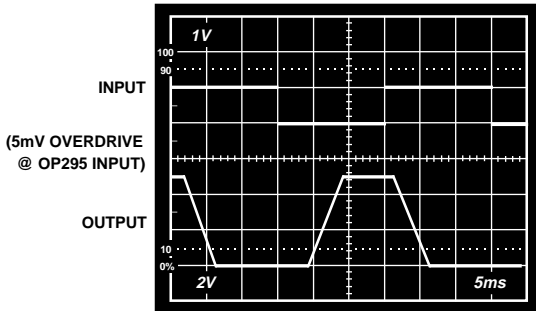 1V
100
90
INPUT
(5mV OVERDRIVE
@ OP295 INPUT)
OUTPUT
10
0%
2V
5ms